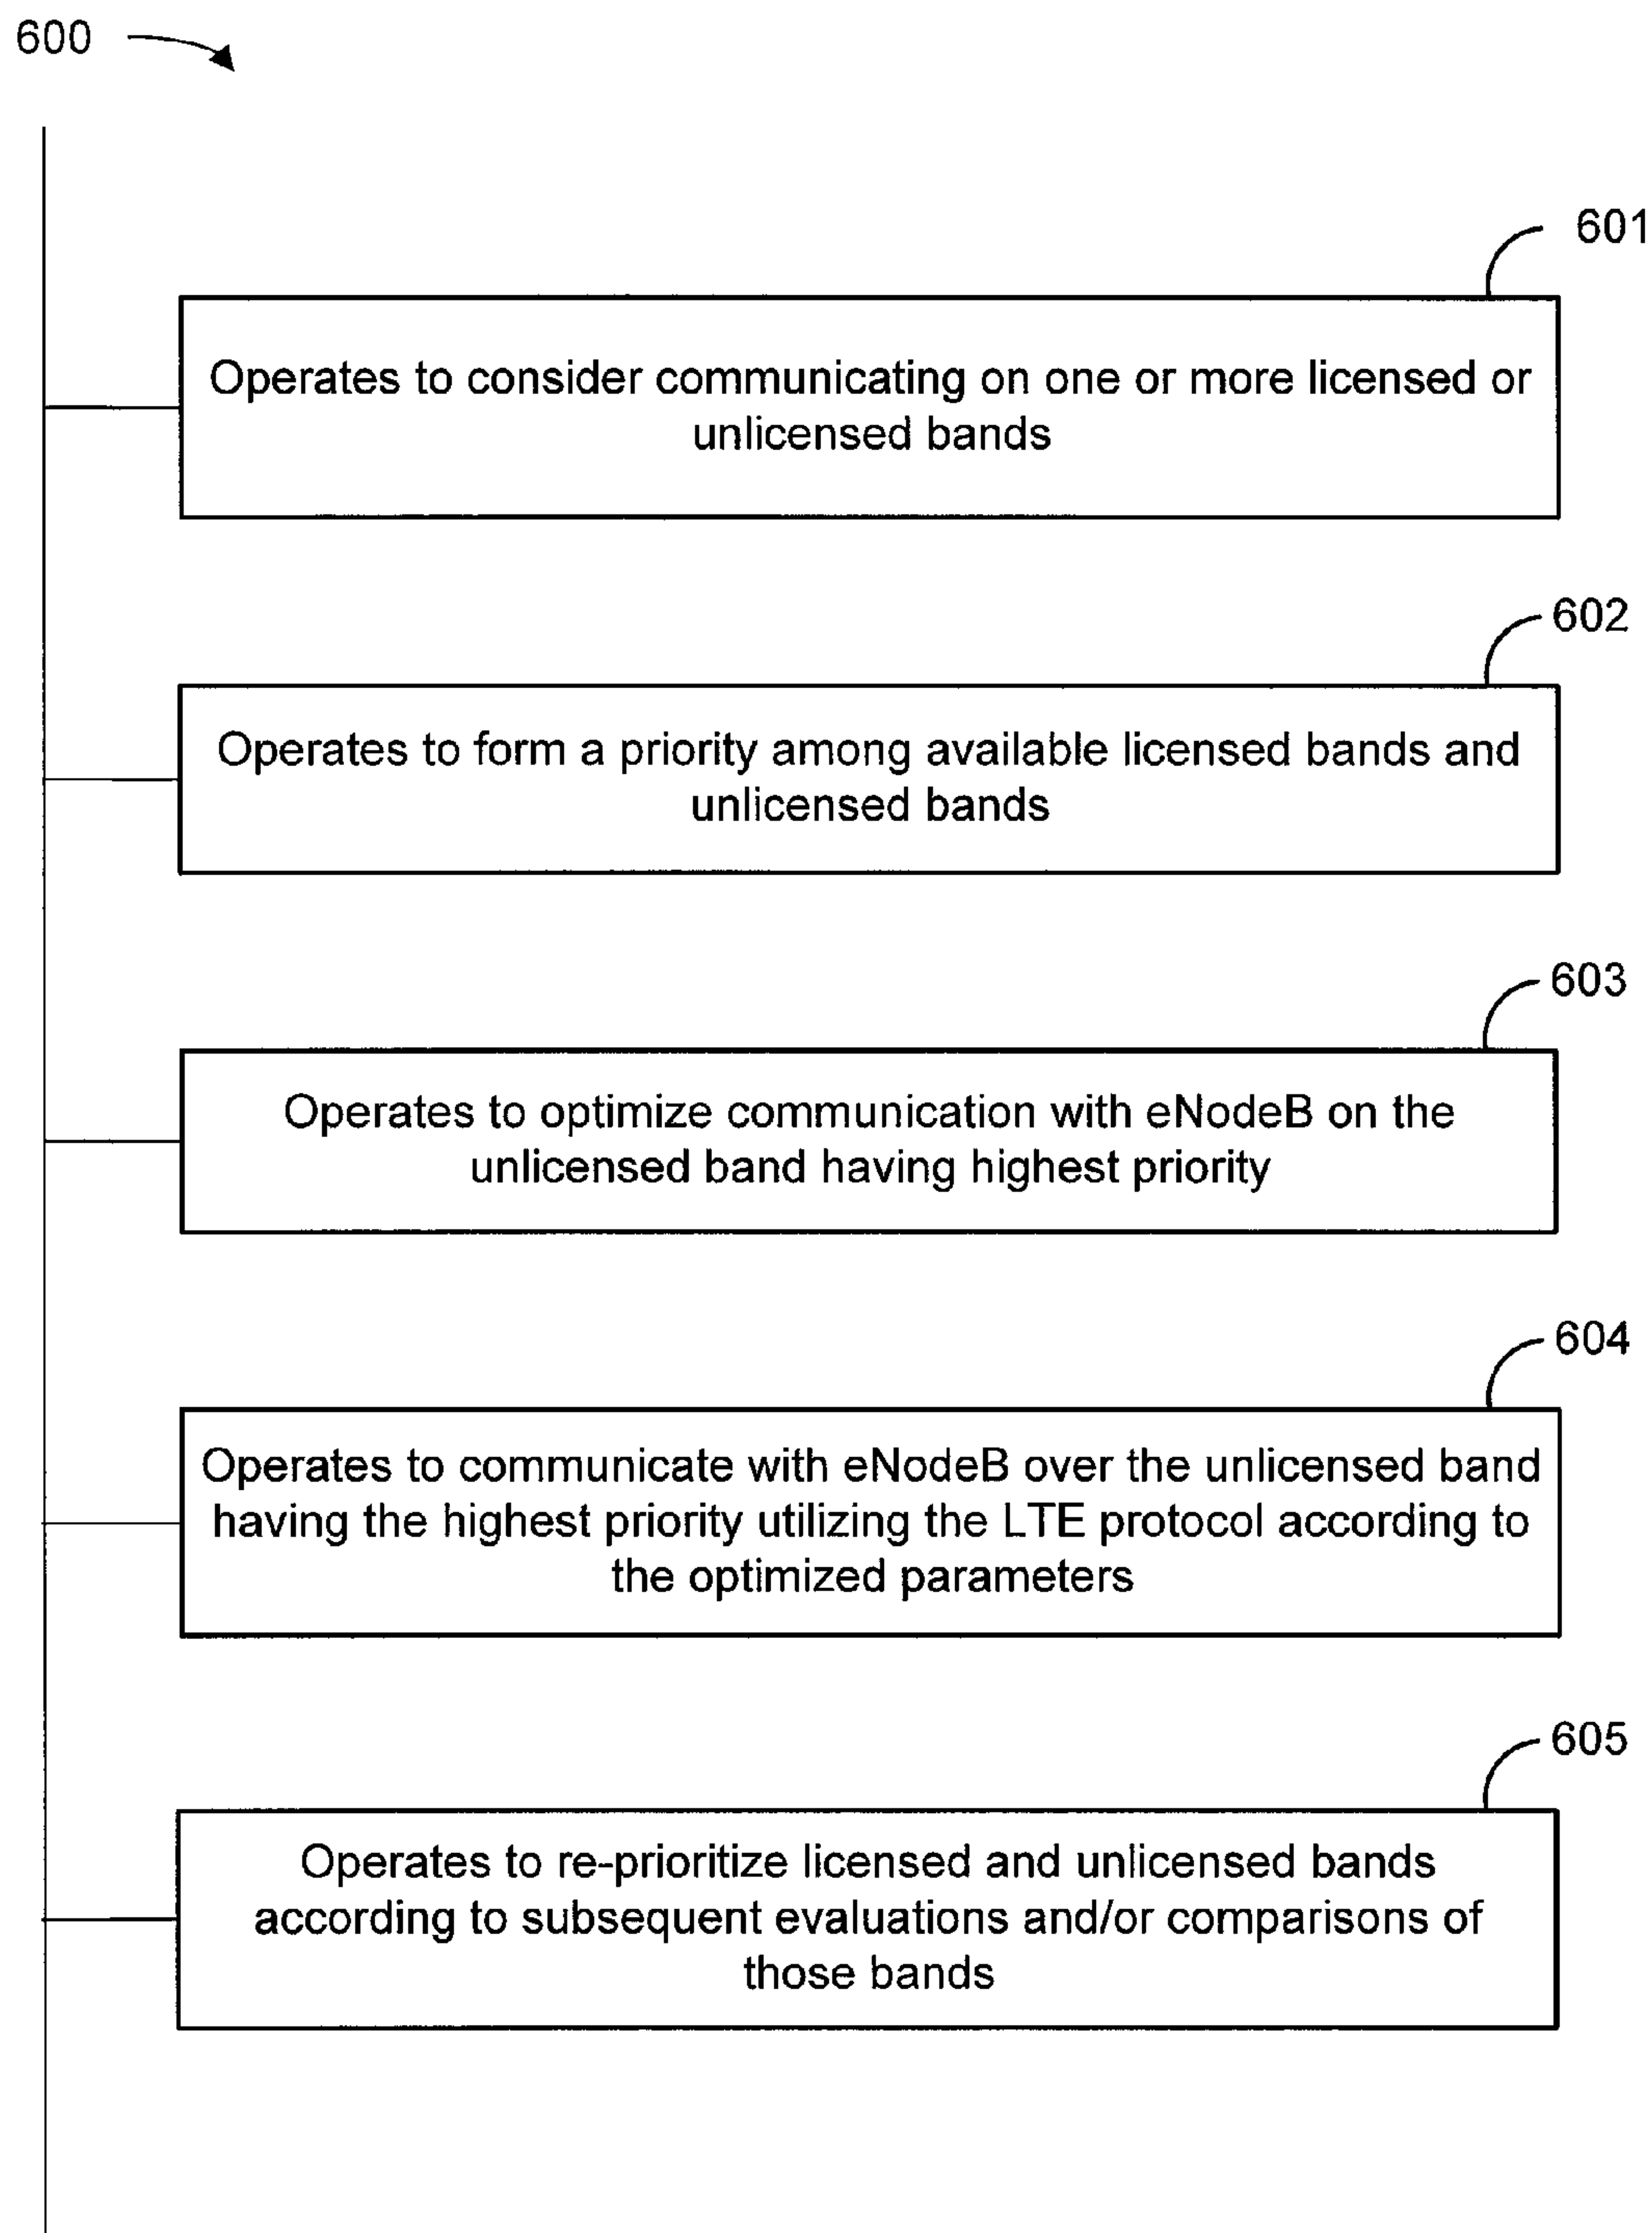 600
601
Operates to consider communicating on one or more licensed or
unlicensed bands
602
Operates to form a priority among available licensed bands and
unlicensed bands
603
Operates to optimize communication with eNodeB on the
unlicensed band having highest priority
604
Operates to communicate with eNodeB over the unlicensed band
having the highest priority utilizing the LTE protocol according to
the optimized parameters
605
Operates to re-prioritize licensed and unlicensed bands
according to subsequent evaluations and/or comparisons of
those bands